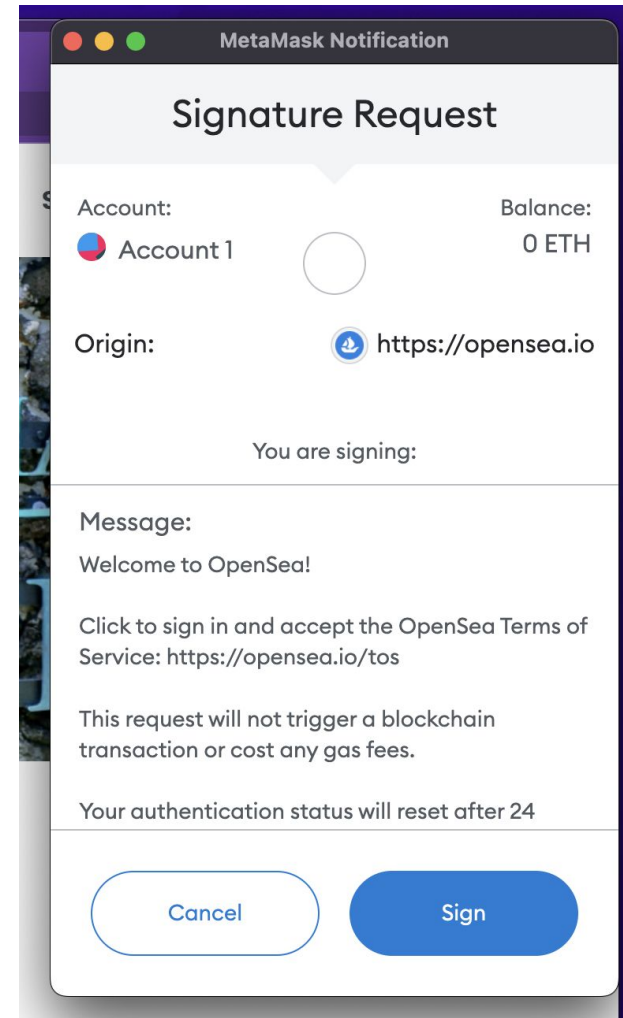 MetaMask Notification
Signature Request
Account:
Balance:
Account 1
0 ETH
Origin:
https://opensea.io
You are signing:
Message:
Welcome to OpenSea!
Click to sign in and accept the OpenSea Terms of
Service: https://opensea.io/tos
This request will not trigger a blockchain
transaction or cost any gas fees.
Your authentication status will reset after 24
Cancel
Sign